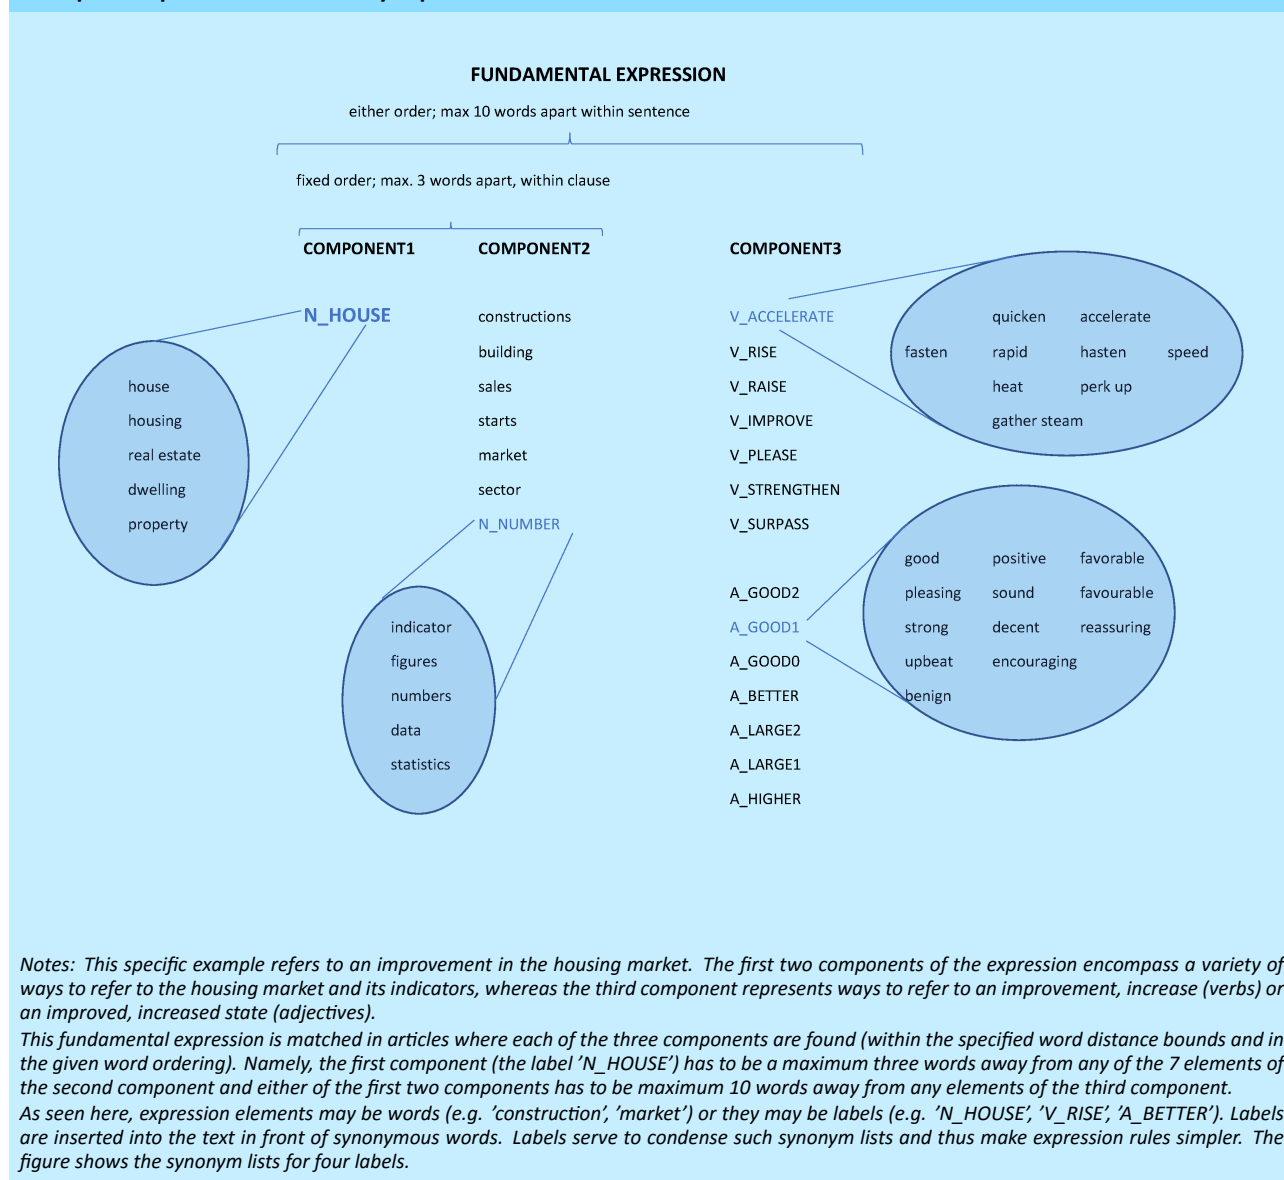 FUNDAMENTAL EXPRESSION
either order; max 10 words apart within sentence
fixed order; max. 3 words apart, within clause
COMPONENT1 COMPONENT2 COMPONENT3
N_HOUSE constructions V_ACCELERATE quicken accelerate
building V_RISE fasten rapid hasten speed
house sales V_RAISE heat perk up
housing starts V_IMPROVE gather steam
real estate market V_PLEASE
dwelling sector V_STRENGTHEN
property N_NUMBER V_SURPASS
good positive favorable
A_GOOD2 pleasing sound favourable
indicator A_GOOD1 strong decent reassuring
figures A_GOOD0 upbeat encouraging
numbers A_BETTER benign
data A_LARGE2
statistics A_LARGE1
A_HIGHER
Notes: This specific example refers to an improvement in the housing market. The first two components of the expression encompass a variety of
ways to refer to the housing market and its indicators, whereas the third component represents ways to refer to an improvement, increase (verbs) or
an improved, increased state (adjectives).
This fundamental expression is matched in articles where each of the three components are found (within the specified word distance bounds and in
the given word ordering). Namely, the first component (the label ’N_HOUSE’) has to be a maximum three words away from any of the 7 elements of
the second component and either of the first two components has to be maximum 10 words away from any elements of the third component.
As seen here, expression elements may be words (e.g. ’construction’, ’market’) or they may be labels (e.g. ’N_HOUSE’, ’V_RISE’, ’A_BETTER’). Labels
are inserted into the text in front of synonymous words. Labels serve to condense such synonym lists and thus make expression rules simpler. The
figure shows the synonym lists for four labels.